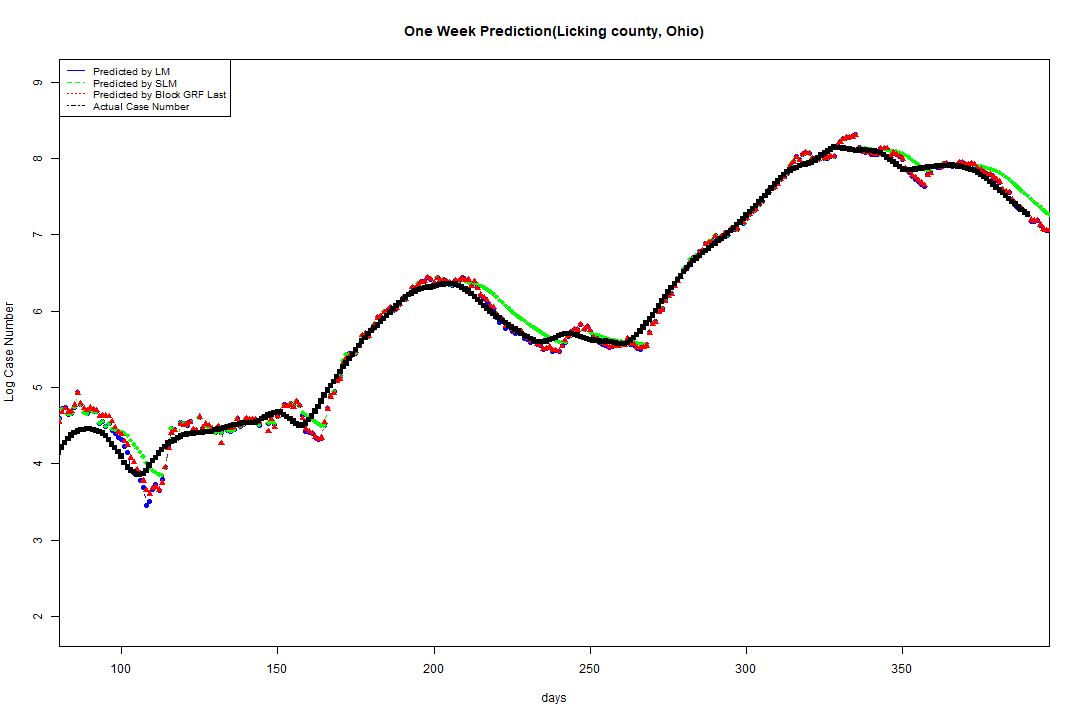 One Week Prediction(Licking county, Ohio)
Predicted by LM
Predicted by SLM
Predicted by Block GRF Last
Actual Case Number
9
8
7
6
5
4
3
2
Log Case Number
100 150 200 250 300 350
days